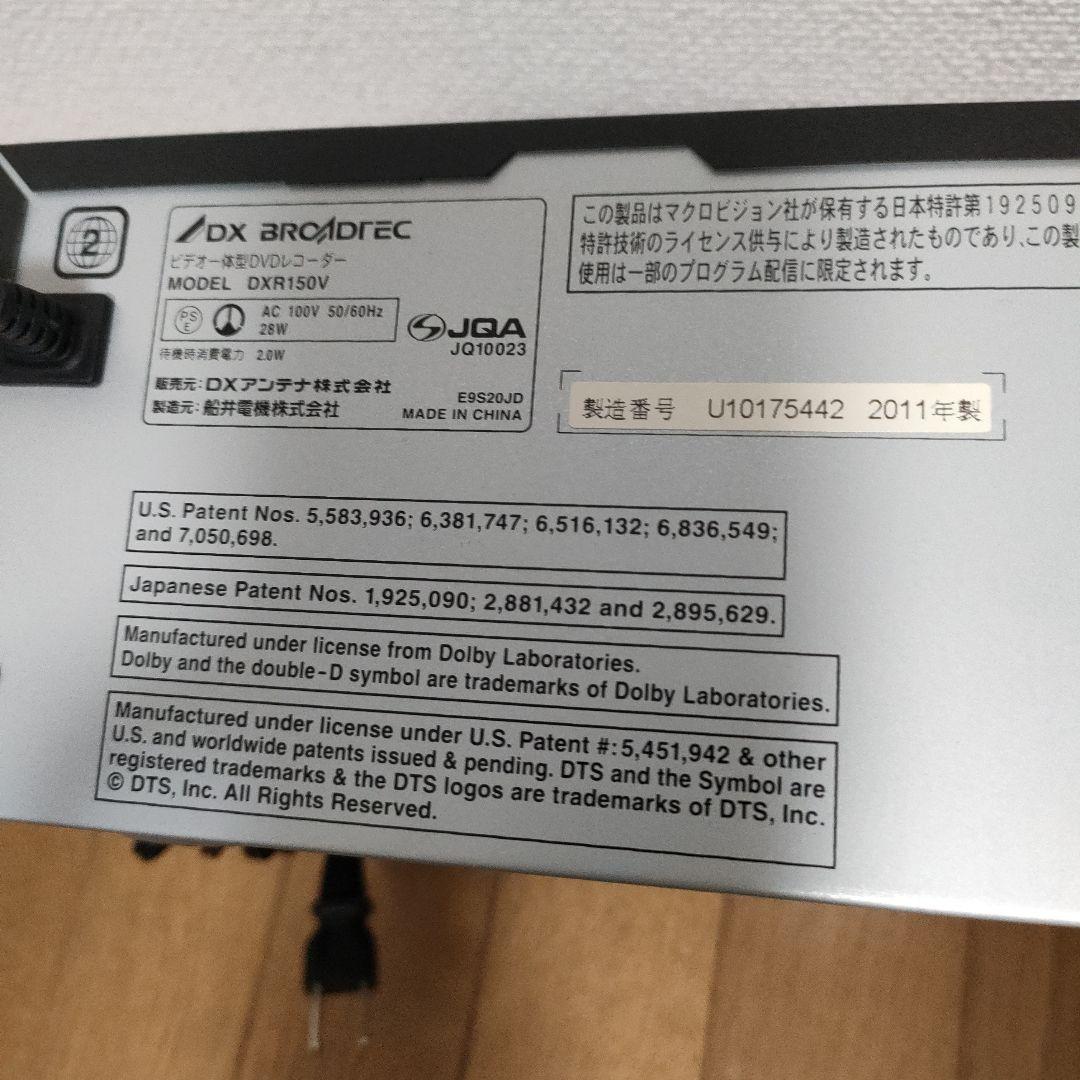 2
DX BROADTEC
ビデオ一体型DVDレコーダー
MODEL DXR150V
PS
E
AC 100V 50/60Hz
28W
JQA
JQ10023
待機時消費電力 2.0W
販売元:DXアンテナ株式会社
製造元:船井電機株式会社
E9S20JD
MADE IN CHINA
この製品はマクロビジョン社が保有する日本特許第192509
特許技術のライセンス供与により製造されたものであり、この製
使用は一部のプログラム配信に限定されます。
製造番号 U10175442 2011年製
U.S. Patent Nos. 5,583,936; 6,381,747; 6,516,132; 6,836,549;
and 7,050,698.
Japanese Patent Nos. 1,925,090; 2,881,432 and 2,895,629.
Manufactured under license from Dolby Laboratories.
Dolby and the double-D symbol are trademarks of Dolby Laboratories.
Manufactured under license under U.S. Patent #:5,451,942 & other
U.S. and worldwide patents issued & pending. DTS and the Symbol are
registered trademarks & the DTS logos are trademarks of DTS, Inc.
© DTS, Inc. All Rights Reserved.